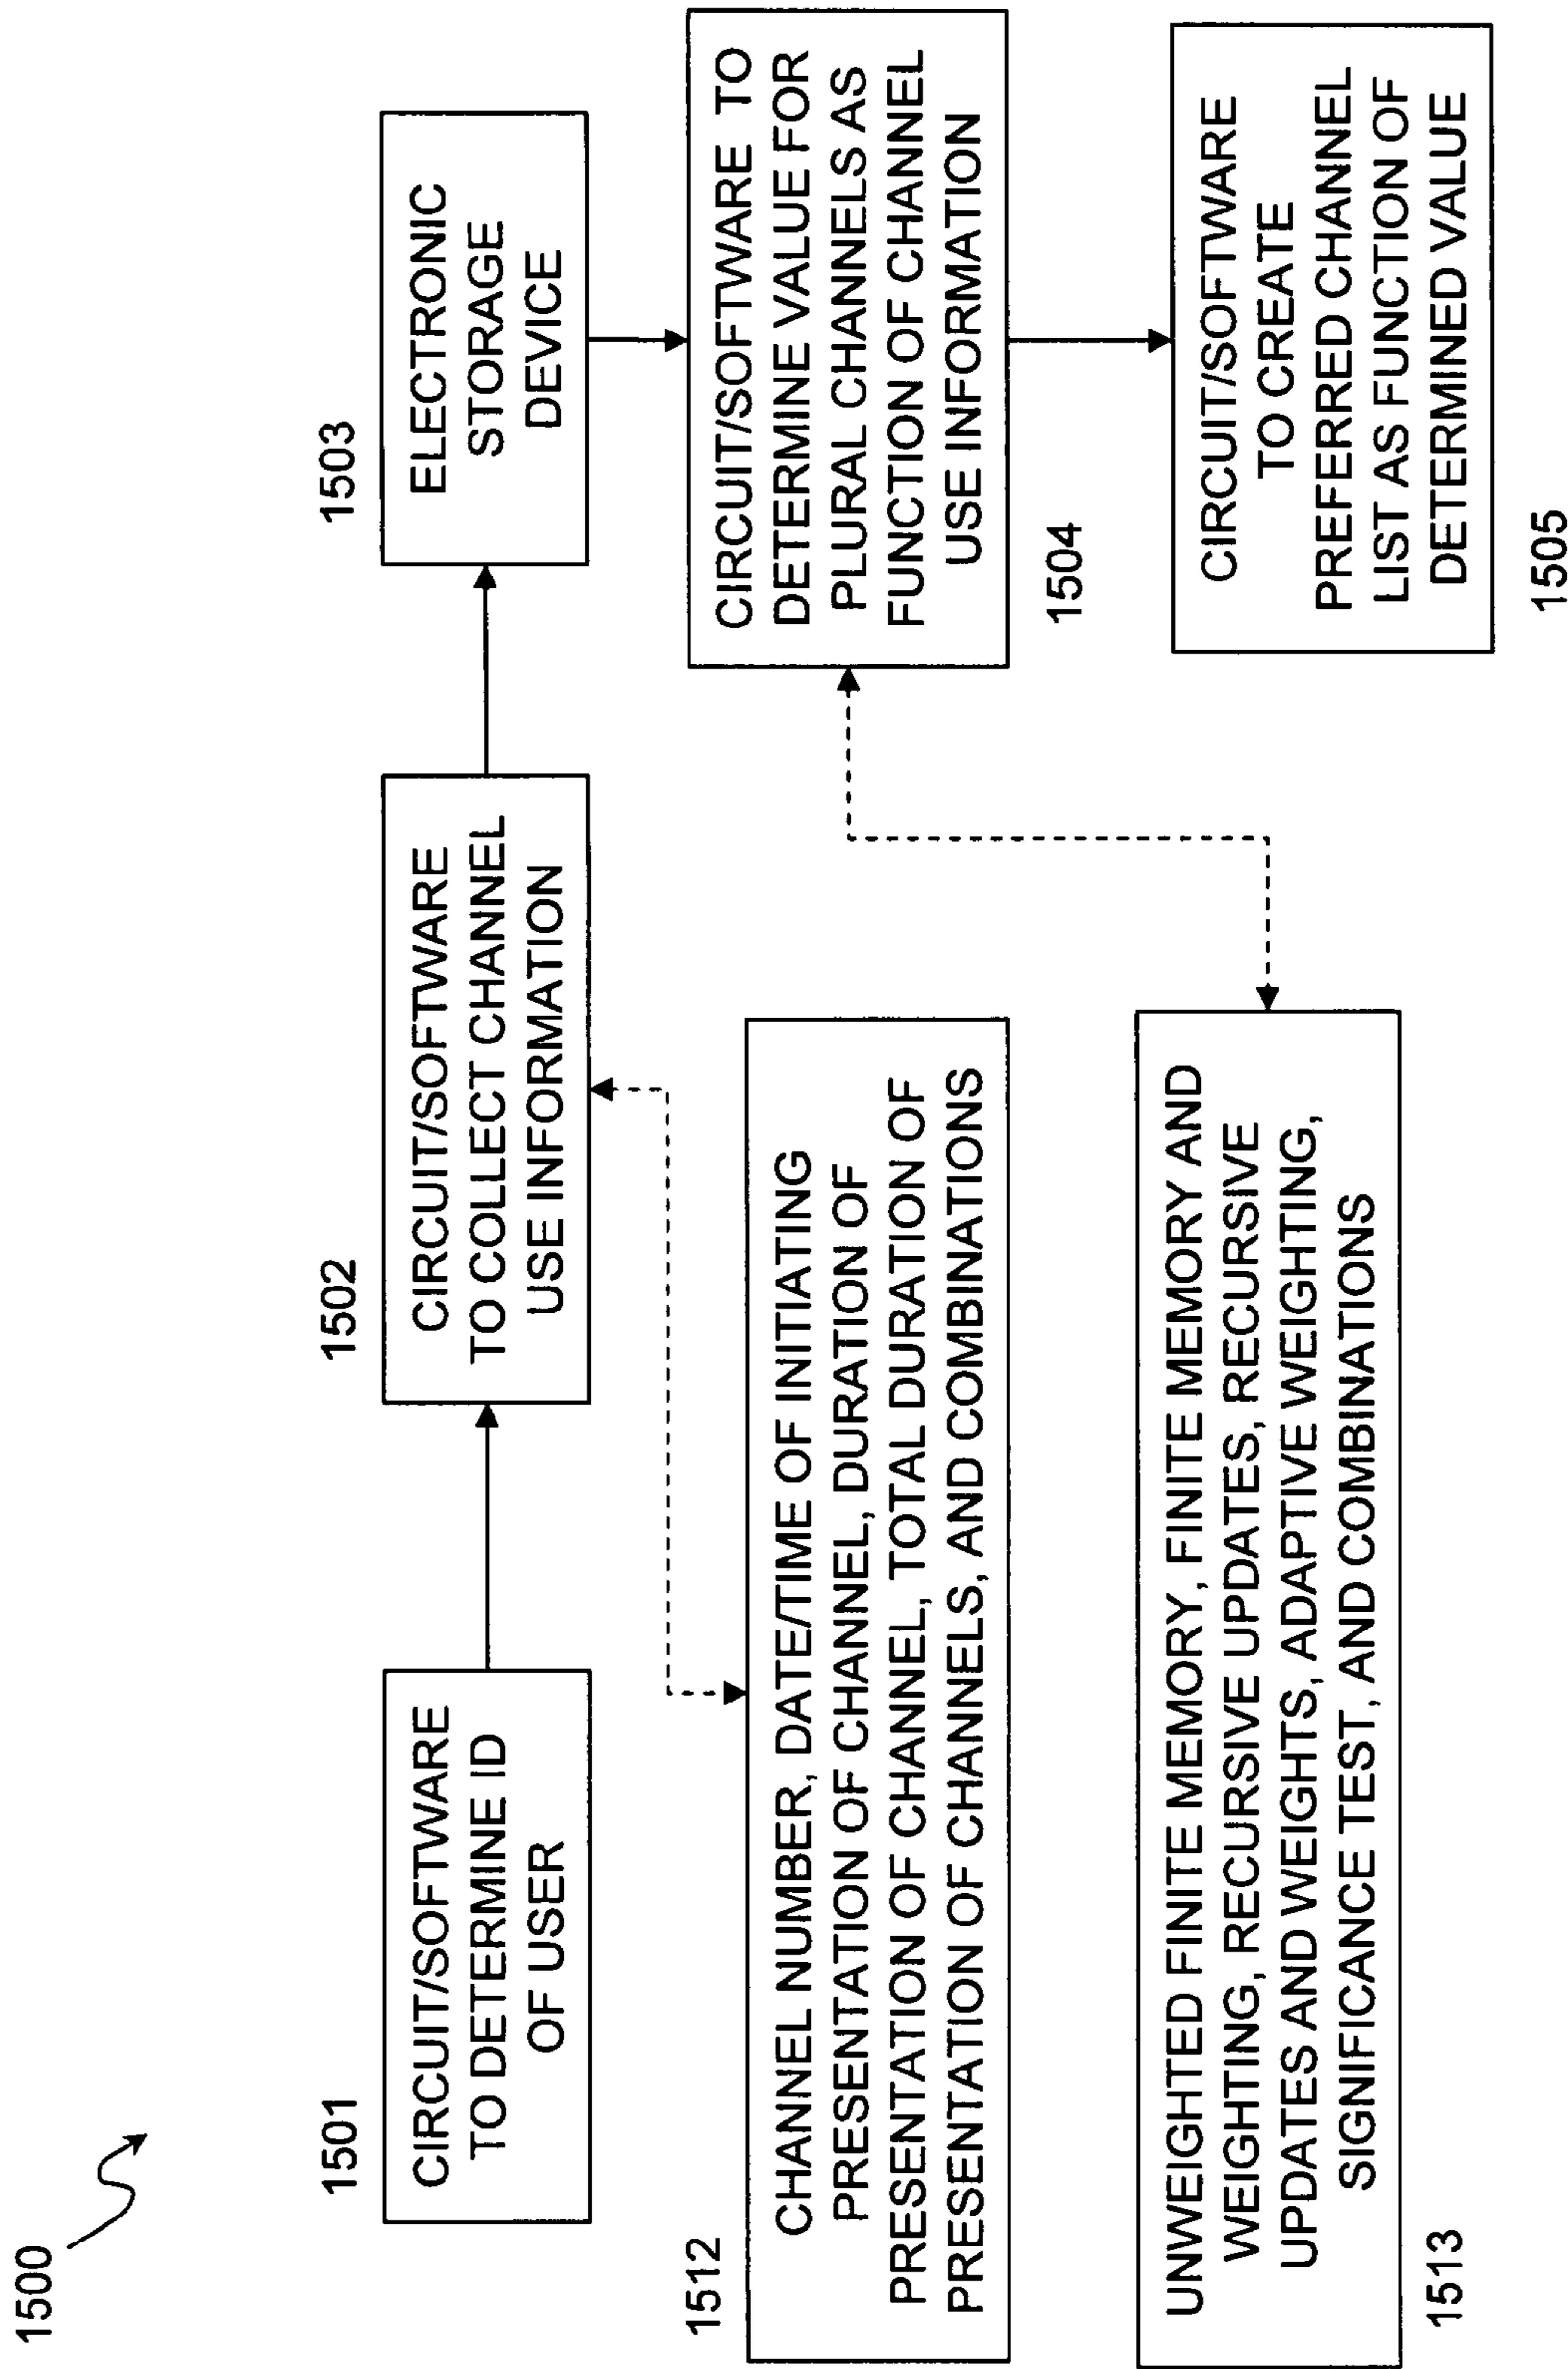 1500
1501
CIRCUIT/SOFTWARE
TO DETERMINE ID
OF USER
1502
CIRCUIT/SOFTWARE
TO COLLECT CHANNEL
USE INFORMATION
1503
ELECTRONIC
STORAGE
DEVICE
1512
CHANNEL NUMBER, DATE/TIME OF INITIATING
PRESENTATION OF CHANNEL, DURATION OF
PRESENTATION OF CHANNEL, TOTAL DURATION OF
PRESENTATION OF CHANNELS, AND COMBINATIONS
CIRCUIT/SOFTWARE TO
DETERMINE VALUE FOR
PLURAL CHANNELS AS
FUNCTION OF CHANNEL
USE INFORMATION
1504
UNWEIGHTED FINITE MEMORY, FINITE MEMORY AND
WEIGHTING, RECURSIVE UPDATES, RECURSIVE
UPDATES AND WEIGHTS, ADAPTIVE WEIGHTING,
SIGNIFICANCE TEST, AND COMBINATIONS
1513
CIRCUIT/SOFTWARE
TO CREATE
PREFERRED CHANNEL
LIST AS FUNCTION OF
DETERMINED VALUE
1505